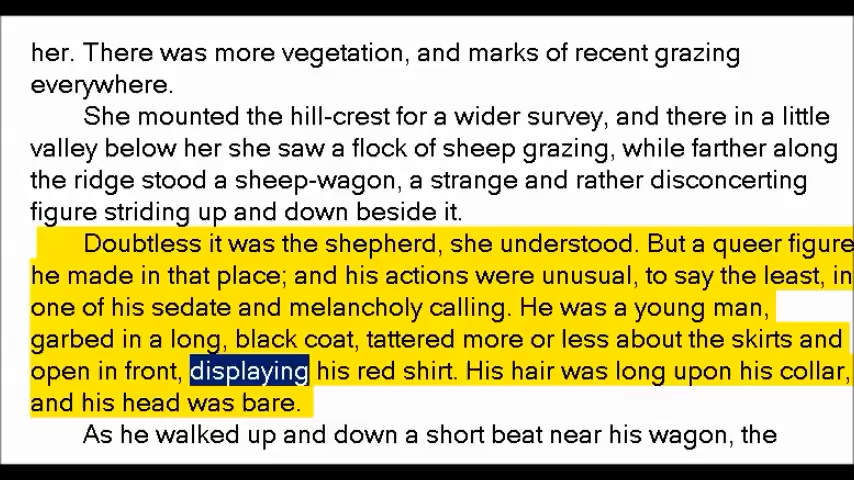 her. There was more vegetation, and marks of recent grazing
everywhere.
She mounted the hill-crest for a wider survey, and there in a little
valley below her she saw a flock of sheep grazing, while farther along
the ridge stood a sheep-wagon, a strange and rather disconcerting
figure striding up and down beside it.
Doubtless it was the shepherd, she understood. But a queer figure
he made in that place; and his actions were unusual, to say the least, in
one of his sedate and melancholy calling. He was a young man,
garbed in a long, black coat, tattered more or less about the skirts and
open in front, displaying his red shirt. His hair was long upon his collar,
and his head was bare.
As he walked up and down a short beat near his wagon, the